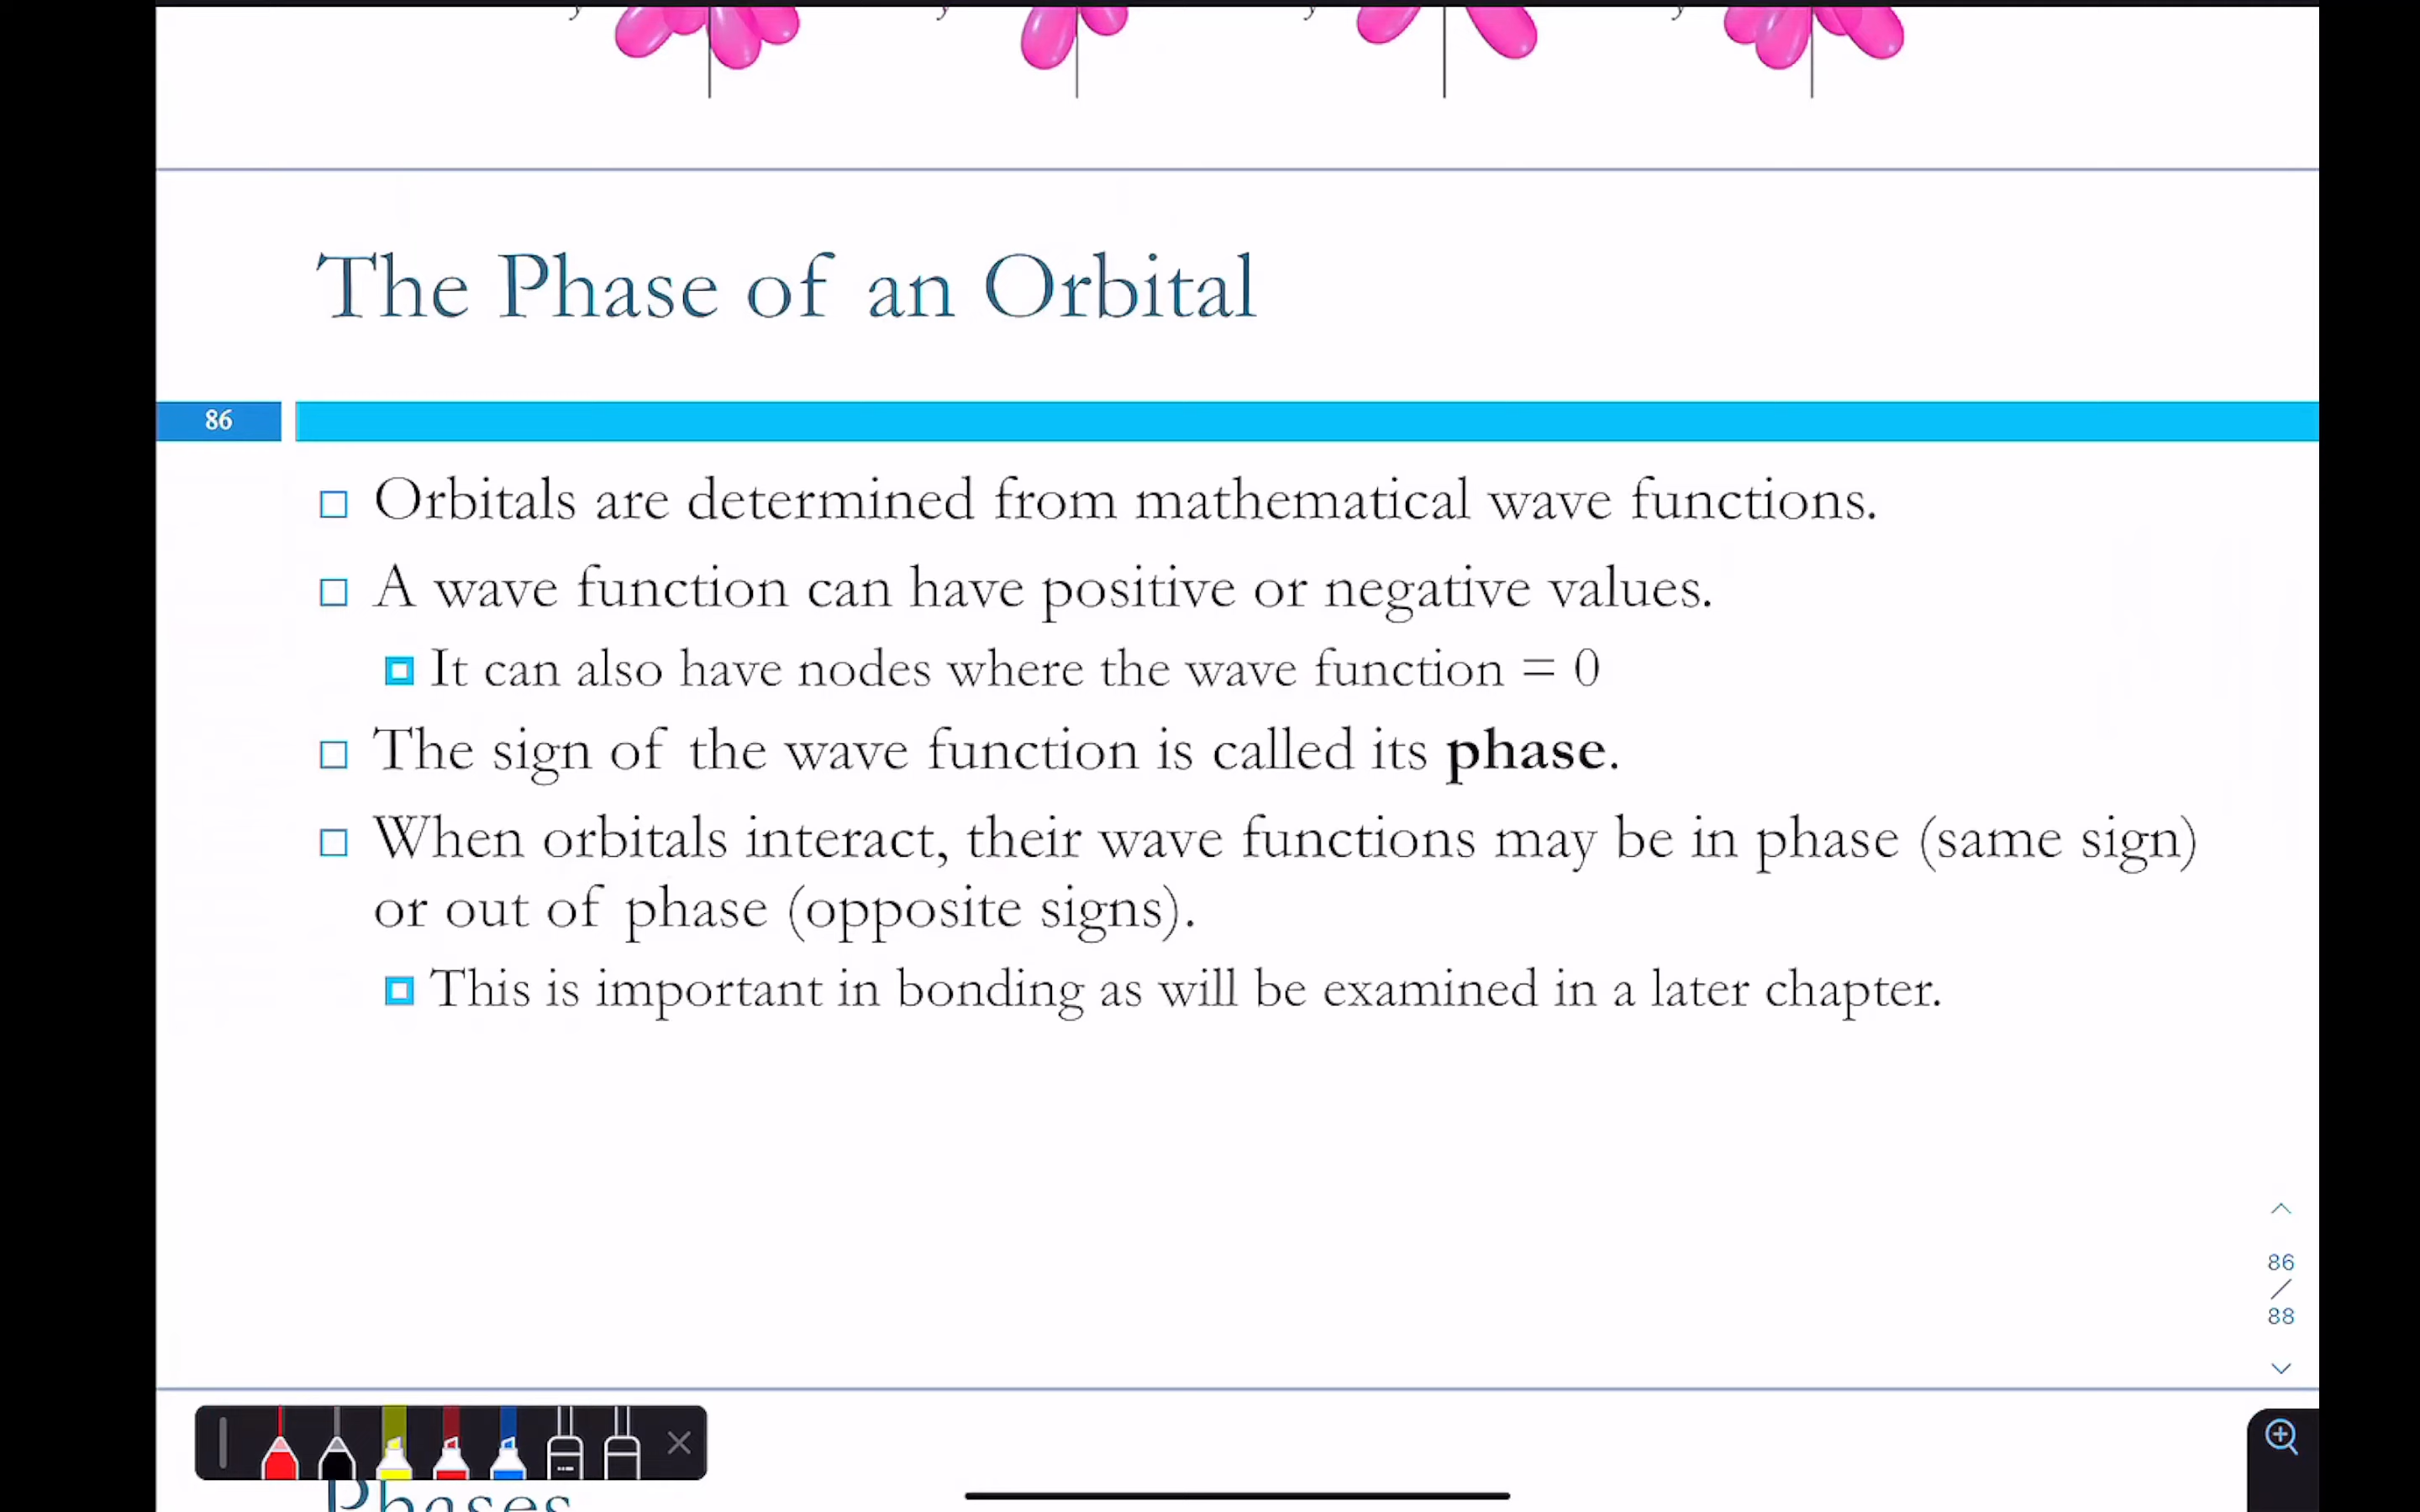 y y y y
The Phase of an Orbital
86
Orbitals are determined from mathematical wave functions.
A wave function can have positive or negative values.
It can also have nodes where the wave function = 0
The sign of the wave function is called its phase.
When orbitals interact, their wave functions may be in phase (same sign)
or out of phase (opposite signs).
This is important in bonding as will be examined in a later chapter.
86
/
88
Phases